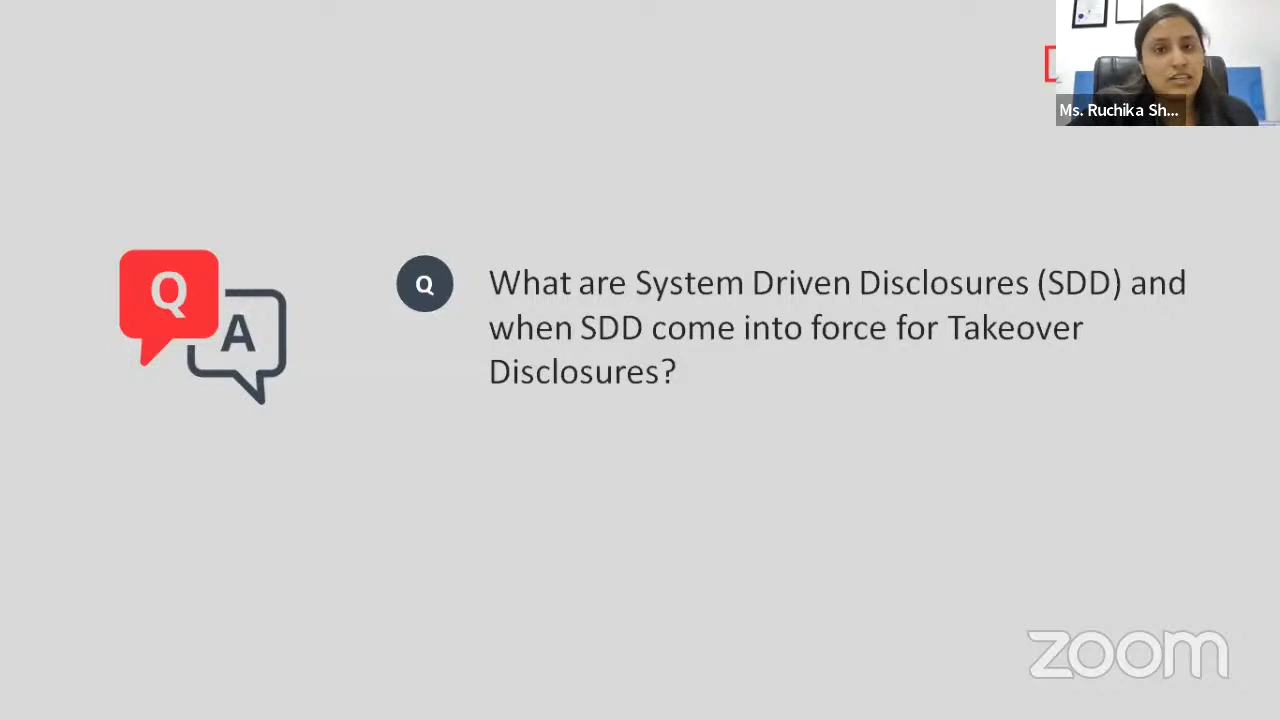 Ms. Ruchika Sh...
Q
A
Q
What are System Driven Disclosures (SDD) and
when SDD come into force for Takeover
Disclosures?
zoom